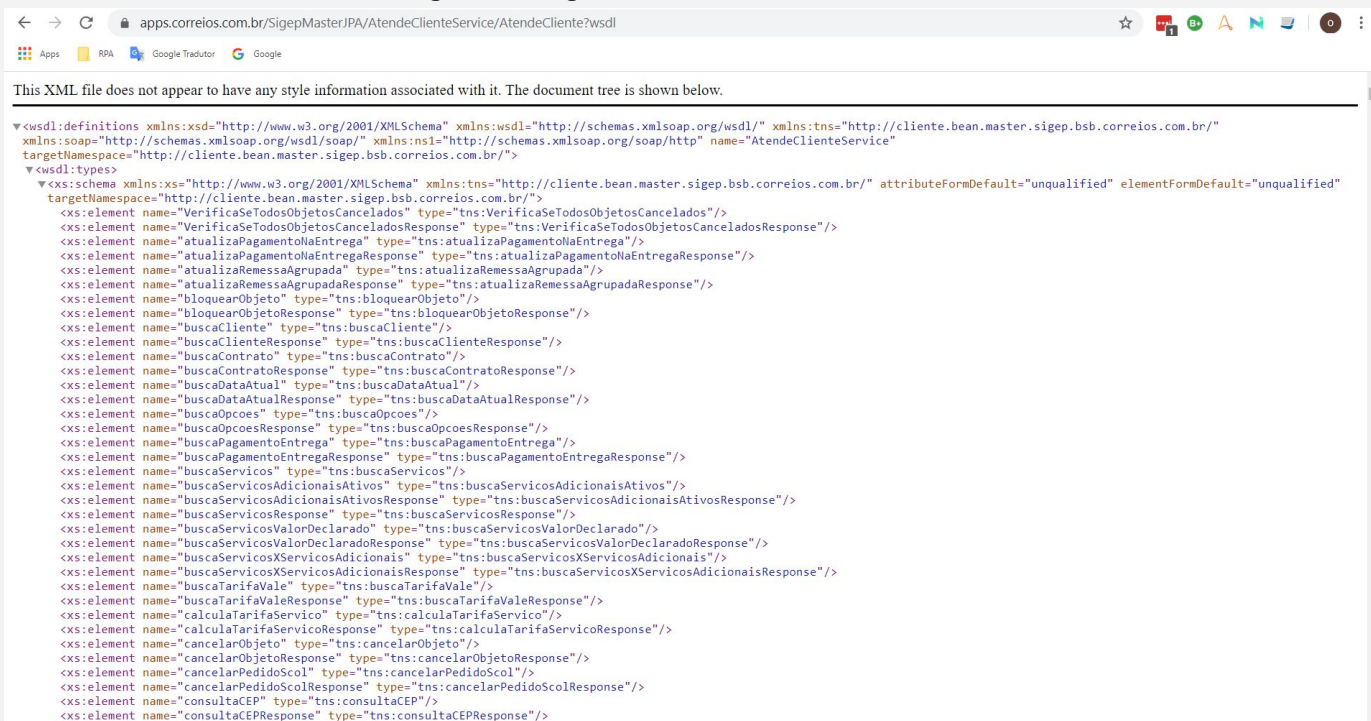 apps.correios.com.br/SigepMasterJPA/AtendeClienteService/AtendeCliente?wsdl
1
B+
O
Apps RPA Google Tradutor Google
This XML file does not appear to have any style information associated with it. The document tree is shown below.
▼<wsdl:definitions xmlns:xsd="http://www.w3.org/2001/XMLSchema" xmlns:wsdl="http://schemas.xmlsoap.org/wsdl/" xmlns:tns="http://cliente.bean.master.sigep.bsb.correios.com.br/"
xmlns:soap="http://schemas.xmlsoap.org/wsdl/soap/" xmlns:ns1="http://schemas.xmlsoap.org/soap/http" name="AtendeClienteService"
targetNamespace="http://cliente.bean.master.sigep.bsb.correios.com.br/">
▼<wsdl:types>
▼<xs:schema xmlns:xs="http://www.w3.org/2001/XMLSchema" xmlns:tns="http://cliente.bean.master.sigep.bsb.correios.com.br/" attributeFormDefault="unqualified" elementFormDefault="unqualified"
targetNamespace="http://cliente.bean.master.sigep.bsb.correios.com.br/">
<xs:element name="VerificaSeTodosObjetosCancelados" type="tns:VerificaSeTodosObjetosCancelados"/>
<xs:element name="VerificaSeTodosObjetosCanceladosResponse" type="tns:VerificaSeTodosObjetosCanceladosResponse"/>
<xs:element name="atualizaPagamentoNaEntrega" type="tns:atualizaPagamentoNaEntrega"/>
<xs:element name="atualizaPagamentoNaEntregaResponse" type="tns:atualizaPagamentoNaEntregaResponse"/>
<xs:element name="atualizaRemessaAgrupada" type="tns:atualizaRemessaAgrupada"/>
<xs:element name="atualizaRemessaAgrupadaResponse" type="tns:atualizaRemessaAgrupadaResponse"/>
<xs:element name="bloquearObjeto" type="tns:bloquearObjeto"/>
<xs:element name="bloquearObjetoResponse" type="tns:bloquearObjetoResponse"/>
<xs:element name="buscaCliente" type="tns:buscaCliente"/>
<xs:element name="buscaClienteResponse" type="tns:buscaClienteResponse"/>
<xs:element name="buscaContrato" type="tns:buscaContrato"/>
<xs:element name="buscaContratoResponse" type="tns:buscaContratoResponse"/>
<xs:element name="buscaDataAtual" type="tns:buscaDataAtual"/>
<xs:element name="buscaDataAtualResponse" type="tns:buscaDataAtualResponse"/>
<xs:element name="buscaOpcoes" type="tns:buscaOpcoes"/>
<xs:element name="buscaOpcoesResponse" type="tns:buscaOpcoesResponse"/>
<xs:element name="buscaPagamentoEntrega" type="tns:buscaPagamentoEntrega"/>
<xs:element name="buscaPagamentoEntregaResponse" type="tns:buscaPagamentoEntregaResponse"/>
<xs:element name="buscaServicos" type="tns:buscaServicos"/>
<xs:element name="buscaServicosAdicionaisAtivos" type="tns:buscaServicosAdicionaisAtivos"/>
<xs:element name="buscaServicosAdicionaisAtivosResponse" type="tns:buscaServicosAdicionaisAtivosResponse"/>
<xs:element name="buscaServicosResponse" type="tns:buscaServicosResponse"/>
<xs:element name="buscaServicosValorDeclarado" type="tns:buscaServicosValorDeclarado"/>
<xs:element name="buscaServicosValorDeclaradoResponse" type="tns:buscaServicosValorDeclaradoResponse"/>
<xs:element name="buscaServicosXServicosAdicionais" type="tns:buscaServicosXServicosAdicionais"/>
<xs:element name="buscaServicosXServicosAdicionaisResponse" type="tns:buscaServicosXServicosAdicionaisResponse"/>
<xs:element name="buscaTarifaVale" type="tns:buscaTarifaVale"/>
<xs:element name="buscaTarifaValeResponse" type="tns:buscaTarifaValeResponse"/>
<xs:element name="calculaTarifaServico" type="tns:calculaTarifaServico"/>
<xs:element name="calculaTarifaServicoResponse" type="tns:calculaTarifaServicoResponse"/>
<xs:element name="cancelarObjeto" type="tns:cancelarObjeto"/>
<xs:element name="cancelarObjetoResponse" type="tns:cancelarObjetoResponse"/>
<xs:element name="cancelarPedidoScol" type="tns:cancelarPedidoScol"/>
<xs:element name="cancelarPedidoScolResponse" type="tns:cancelarPedidoScolResponse"/>
<xs:element name="consultaCEP" type="tns:consultaCEP"/>
<xs:element name="consultaCEPResponse" type="tns:consultaCEPResponse"/>